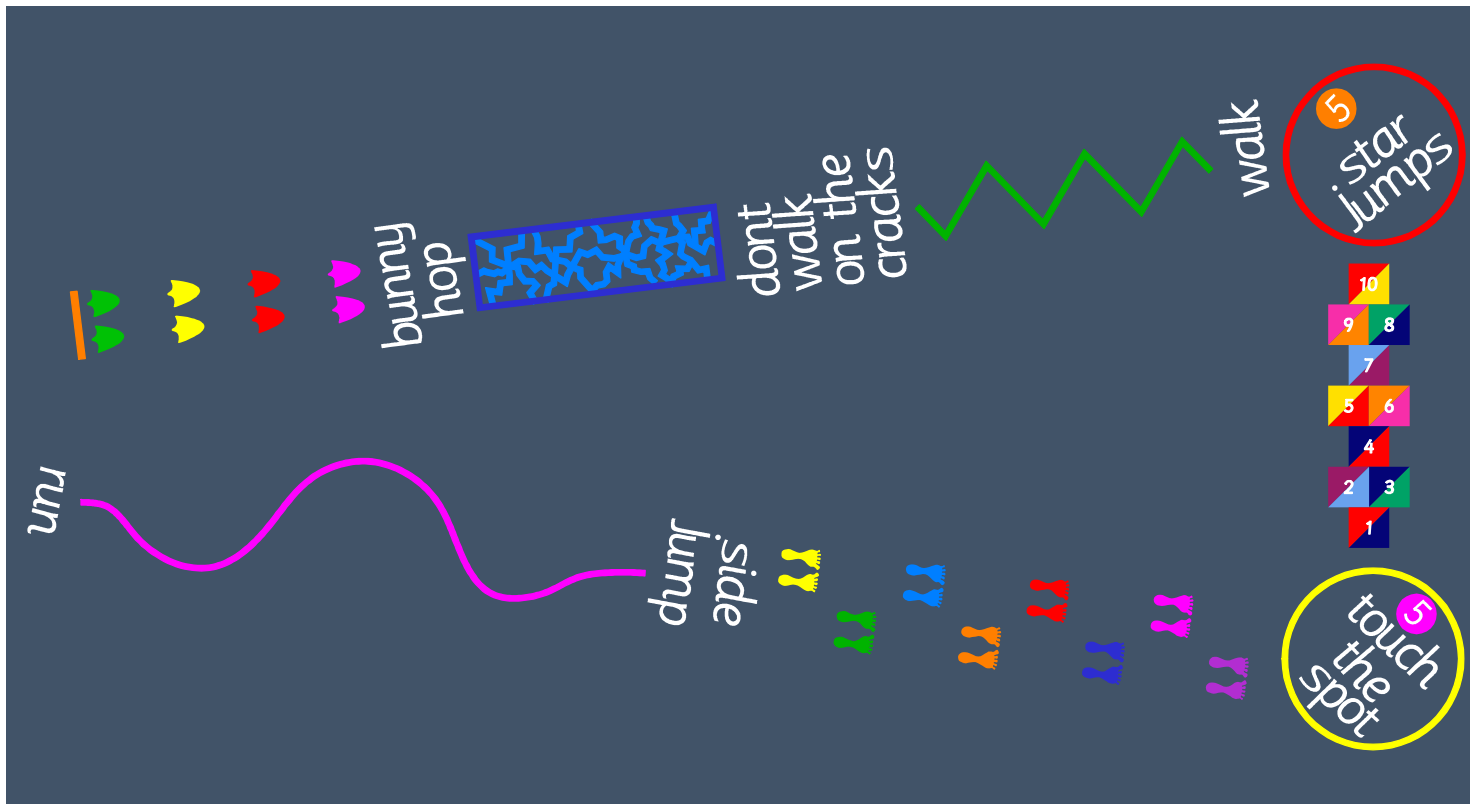 run
side
jump
5
touch
the
spot
1
2 3
4
5 6
7
9 8
10
5
star
jumps
walk
dont
walk
on the
cracks
bunny
hop